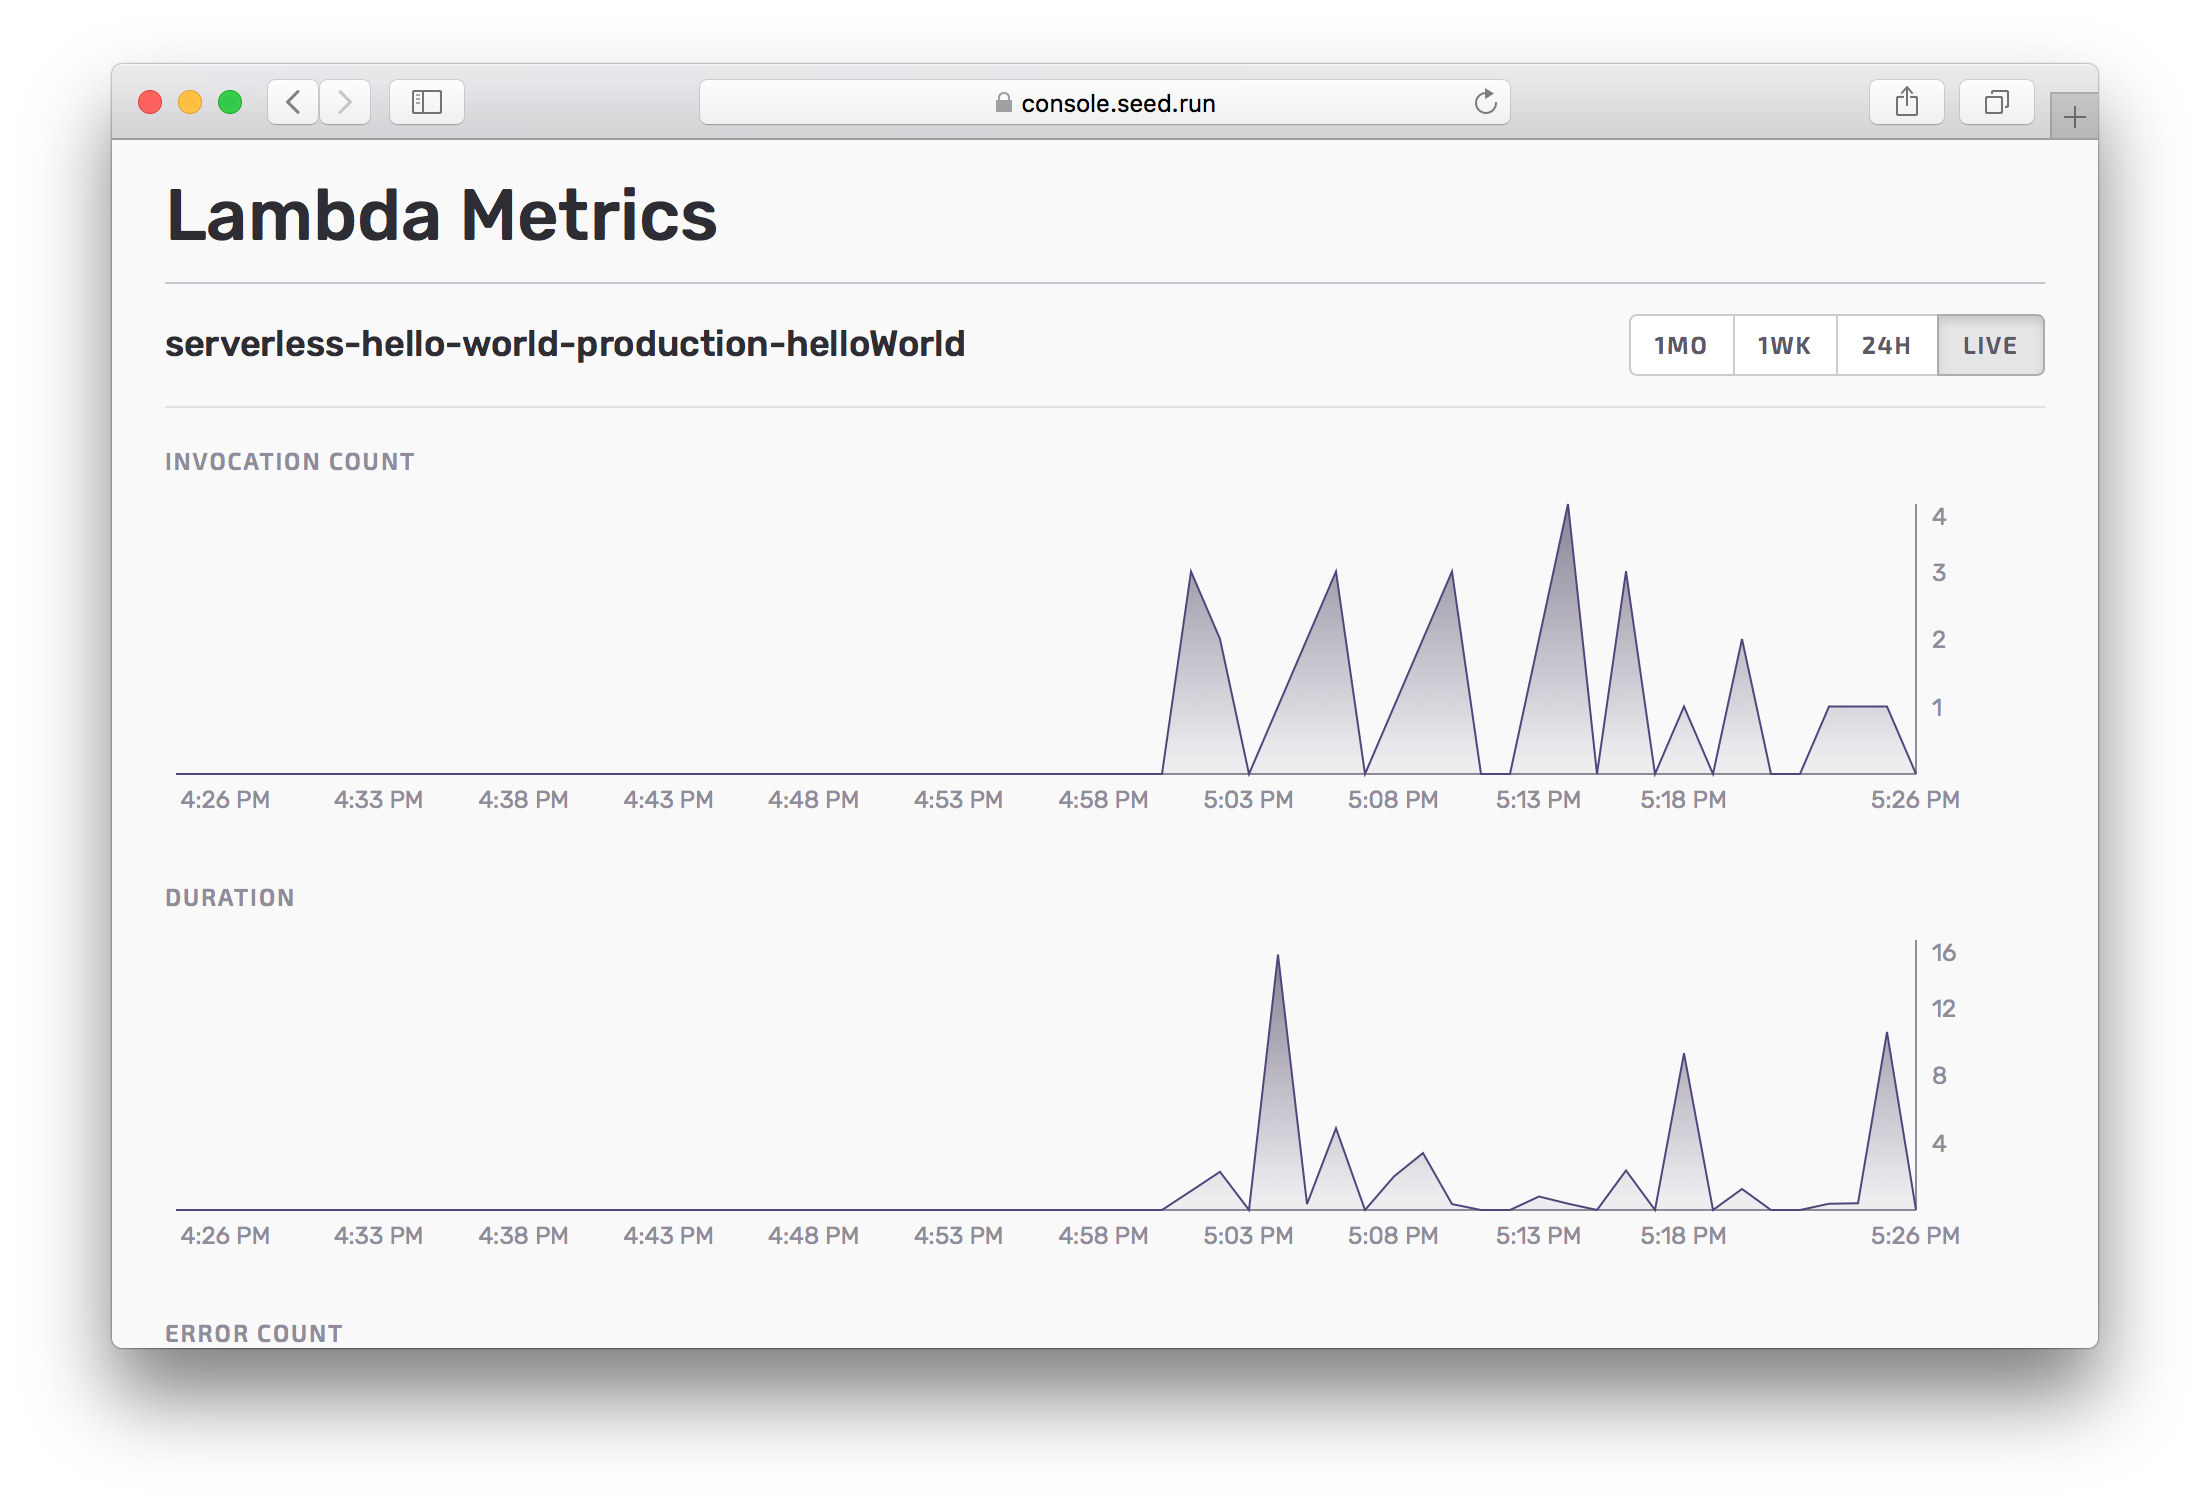 console.seed.run
Lambda Metrics
serverless-hello-world-production-helloWorld
1MO 1WK 24H LIVE
INVOCATION COUNT
4
3
2
1
4:26 PM 4:33 PM 4:38 PM 4:43 PM 4:48 PM 4:53 PM 4:58 PM 5:03 PM 5:08 PM 5:13 PM 5:18 PM 5:26 PM
DURATION
16
12
8
4
4:26 PM 4:33 PM 4:38 PM 4:43 PM 4:48 PM 4:53 PM 4:58 PM 5:03 PM 5:08 PM 5:13 PM 5:18 PM 5:26 PM
ERROR COUNT